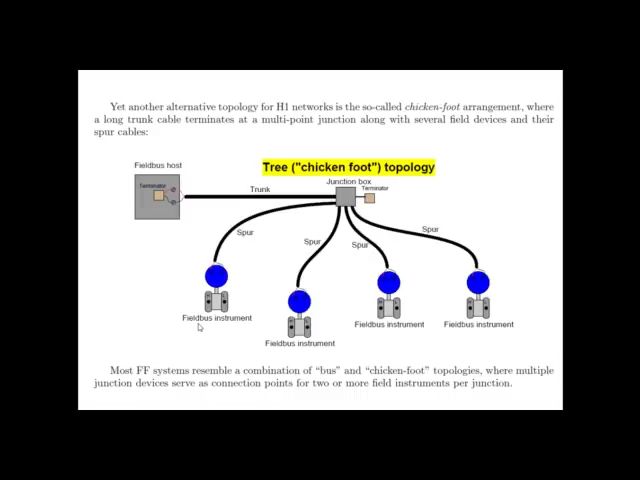 Yet another alternative topology for H1 networks is the so-called chicken-foot arrangement, where
a long trunk cable terminates at a multi-point junction along with several field devices and their
spur cables:
Fieldbus host
Tree ("chicken foot") topology
Junction box
Terminator
Terminator
Trunk
Spur
Spur
Spur
Spur
Fieldbus instrument
Fieldbus instrument
Fieldbus instrument
Fieldbus instrument
Most FF systems resemble a combination of “bus” and “chicken-foot” topologies, where multiple
junction devices serve as connection points for two or more field instruments per junction.